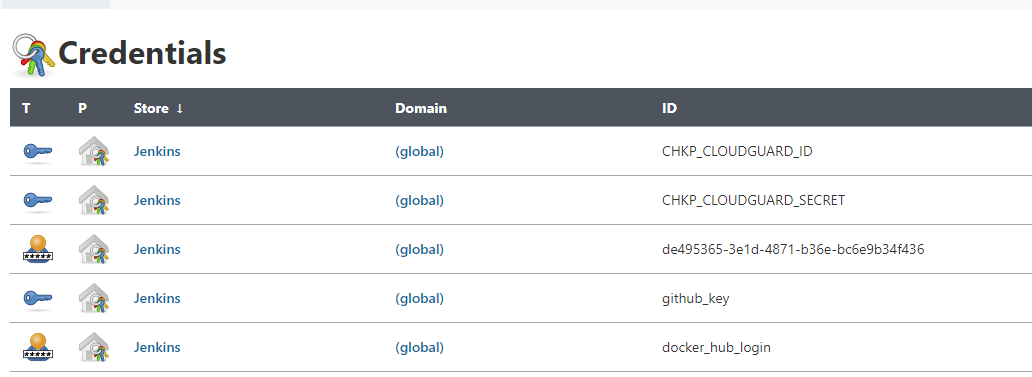 Credentials
T P Store ↓ Domain ID
Jenkins (global) CHKP_CLOUDGUARD_ID
Jenkins (global) CHKP_CLOUDGUARD_SECRET
Jenkins (global) de495365-3e1d-4871-b36e-bc6e9b34f436
Jenkins (global) github_key
Jenkins (global) docker_hub_login